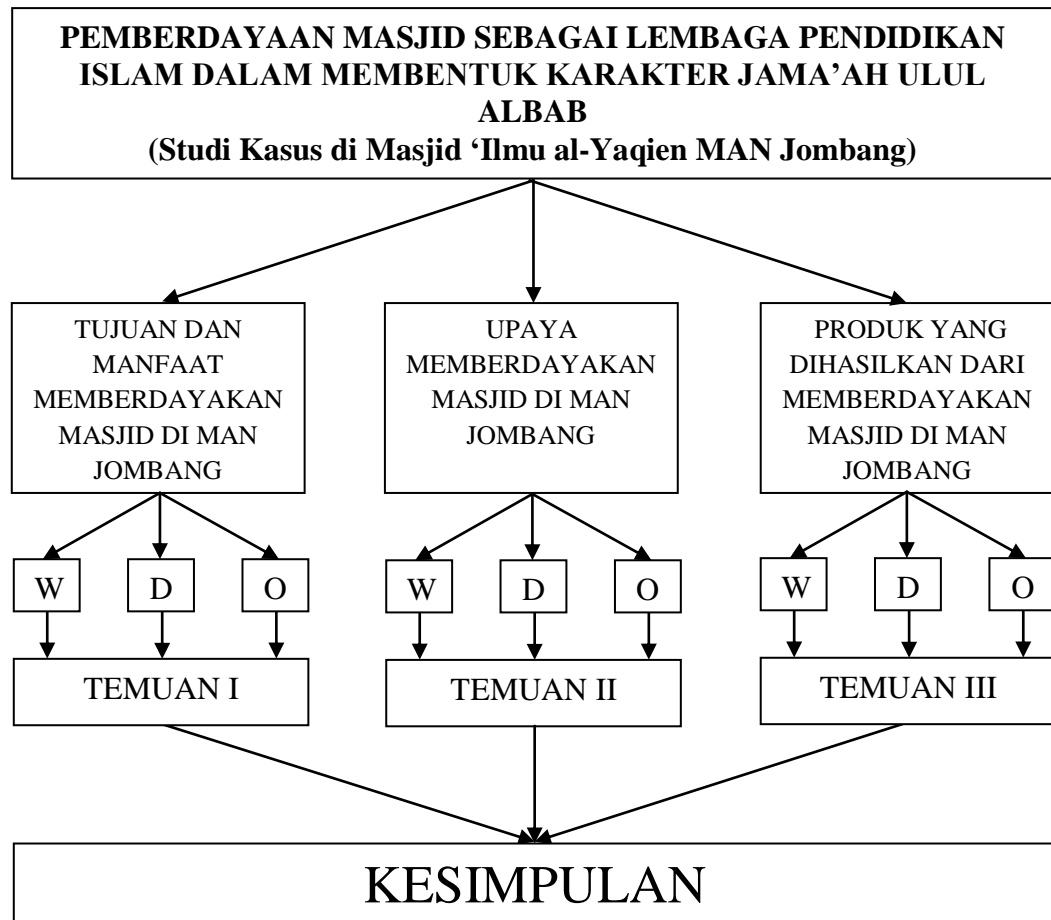 PEMBERDAYAAN MASJID SEBAGAI LEMBAGA PENDIDIKAN
ISLAM DALAM MEMBENTUK KARAKTER JAMA’AH ULUL
ALBAB
(Studi Kasus di Masjid ‘Ilmu al-Yaqien MAN Jombang)
TUJUAN DAN
MANFAAT
MEMBERDAYAKAN
MASJID DI MAN
JOMBANG
UPAYA
MEMBERDAYAKAN
MASJID DI MAN
JOMBANG
PRODUK YANG
DIHASILKAN DARI
MEMBERDAYAKAN
MASJID DI MAN
JOMBANG
W
D
O
W
D
O
W
D
O
TEMUAN I
TEMUAN II
TEMUAN III
KESIMPULAN